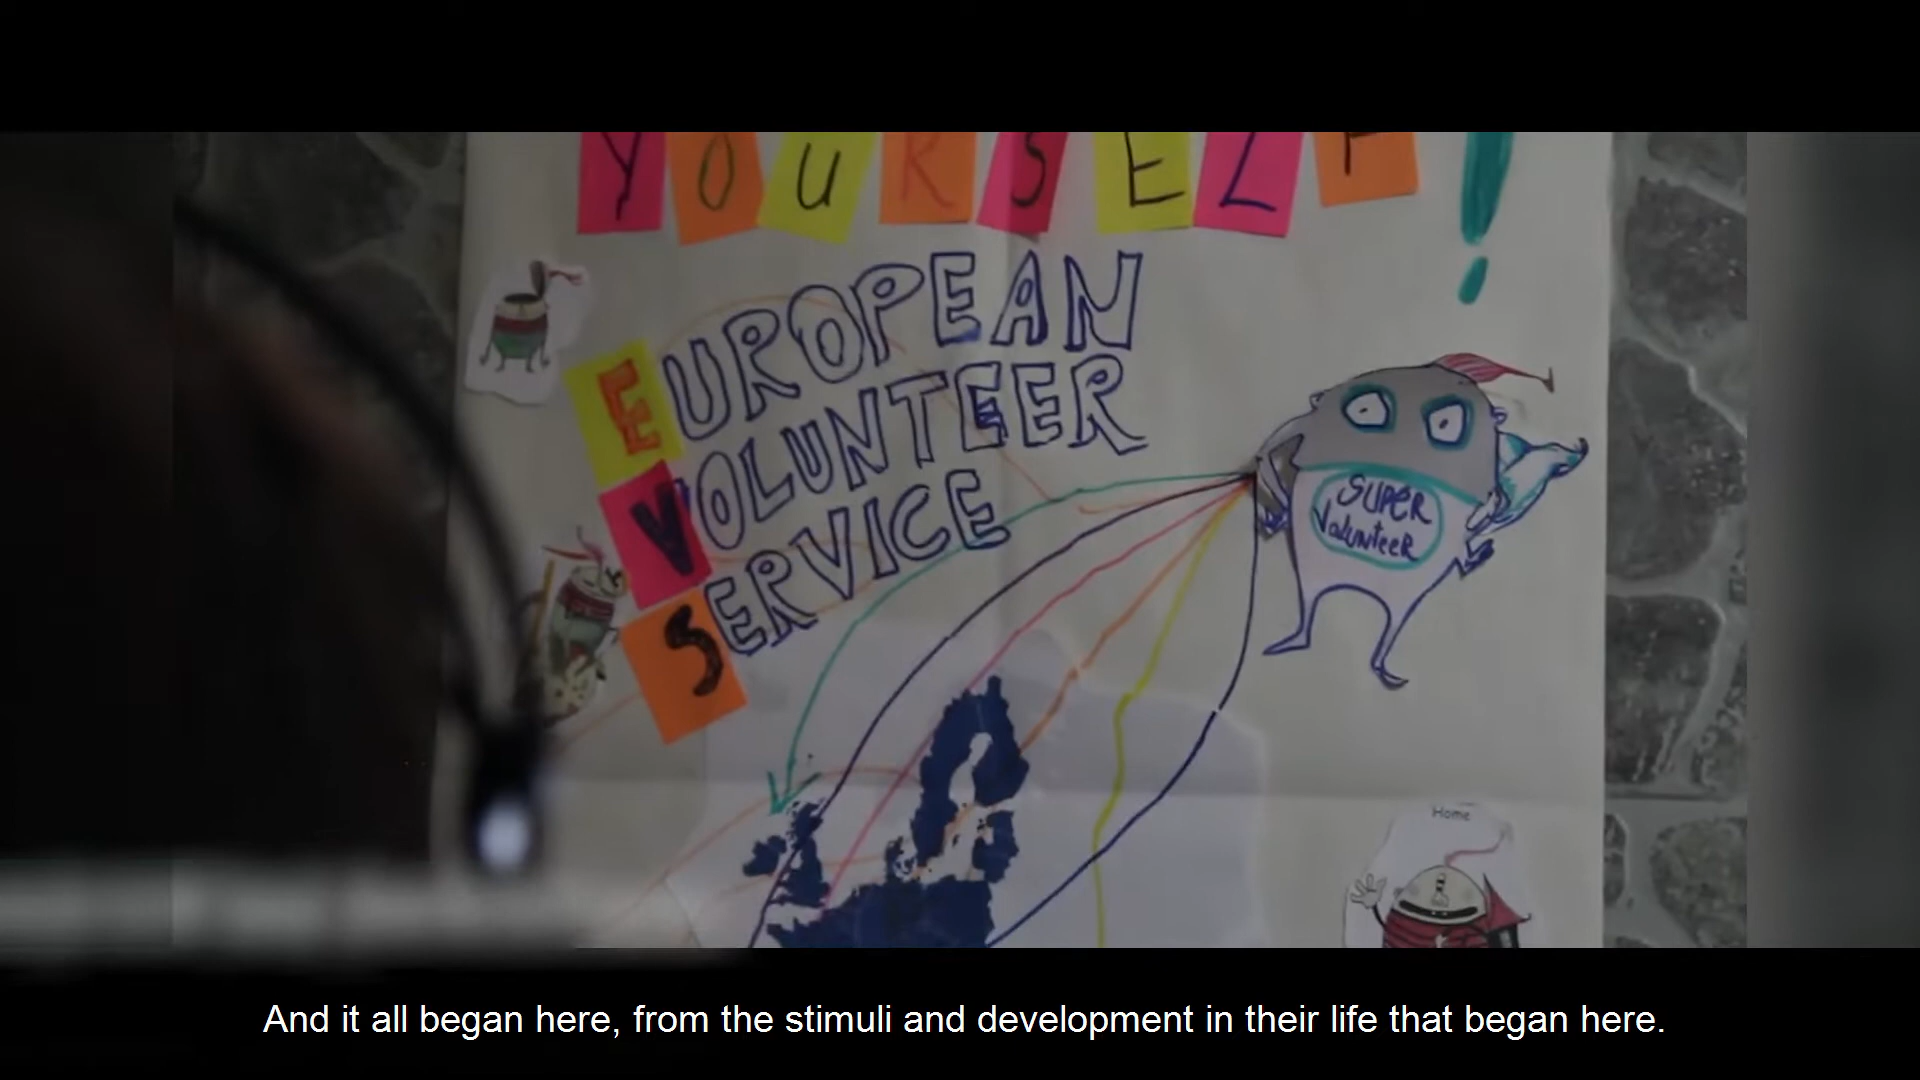 YOURSELF!
EUROPEAN
VOLUNTEER
SERVICE
SUPER
VOLUNTEER
Home
And it all began here, from the stimuli and development in their life that began here.